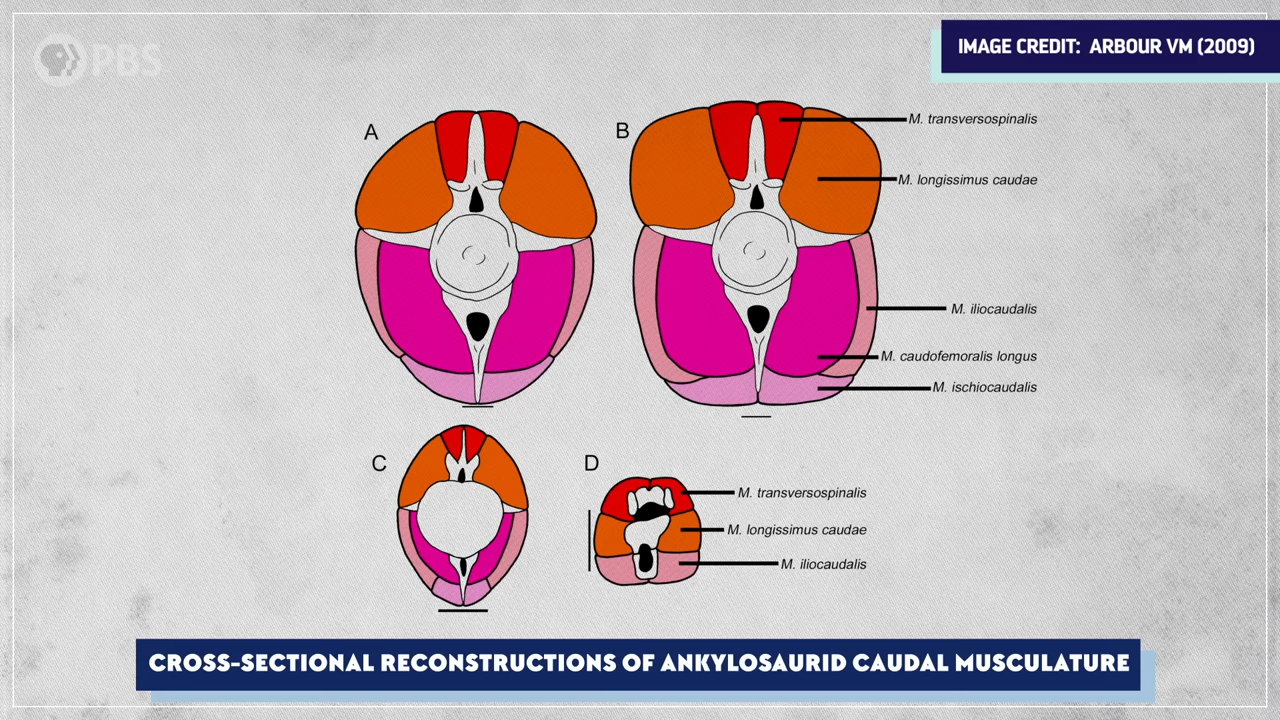 PBS
IMAGE CREDIT: ARBOUR VM (2009)
A
B
M. transversospinalis
M. longissimus caudae
M. iliocaudalis
M. caudofemoralis longus
M. ischiocaudalis
C
D
M. transversospinalis
M. longissimus caudae
M. iliocaudalis
CROSS-SECTIONAL RECONSTRUCTIONS OF ANKYLOSAURID CAUDAL MUSCULATURE